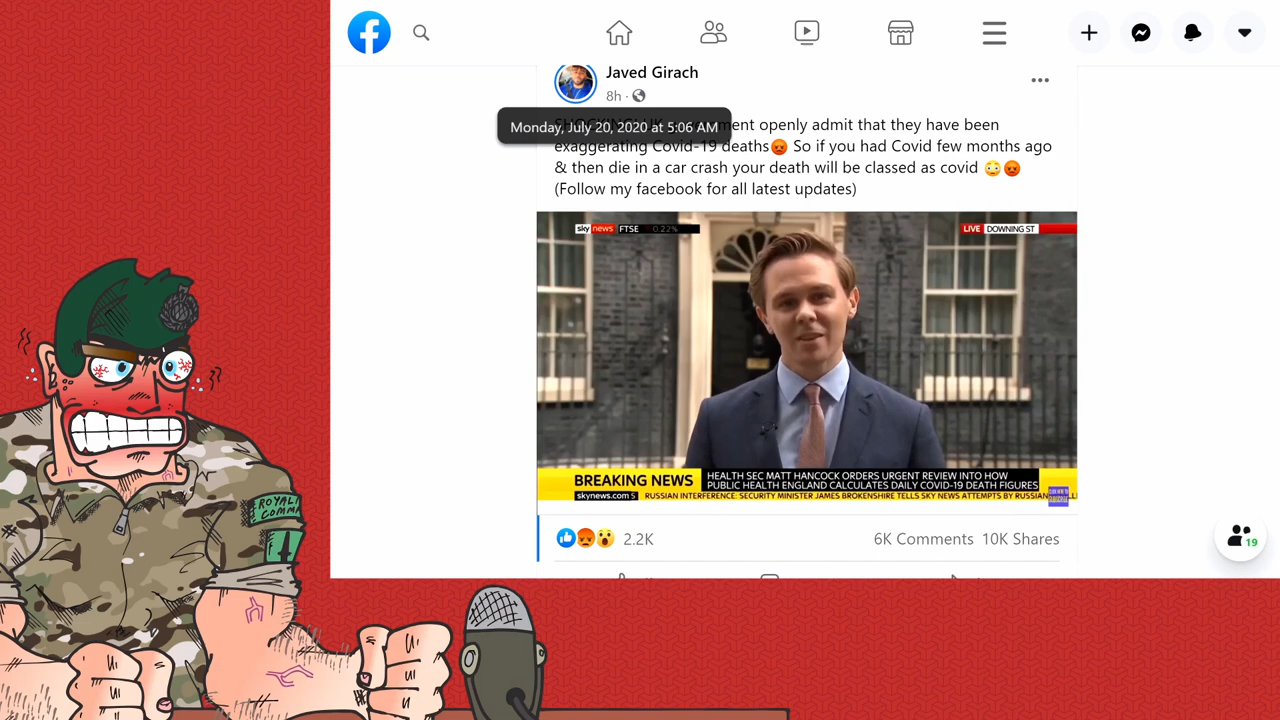 Javed Girach
8h
Monday, July 20, 2020 at 5:06 AM
openly admit that they have been
exaggerating Covid-19 deaths😡 So if you had Covid few months ago
& then die in a car crash your death will be classed as covid 😳😡
(Follow my facebook for all latest updates)
sky news FTSE 0.22%
LIVE DOWNING ST
BREAKING NEWS
HEALTH SEC MATT HANCOCK ORDERS URGENT REVIEW INTO HOW
PUBLIC HEALTH ENGLAND CALCULATES DAILY COVID-19 DEATH FIGURES
skynews.com
RUSSIAN INTERFERENCE: SECURITY MINISTER JAMES BROKENSHIRE TELLS SKY NEWS ATTEMPTS BY RUSSIAN
2.2K
6K Comments 10K Shares
19
ROYAL
COMMA